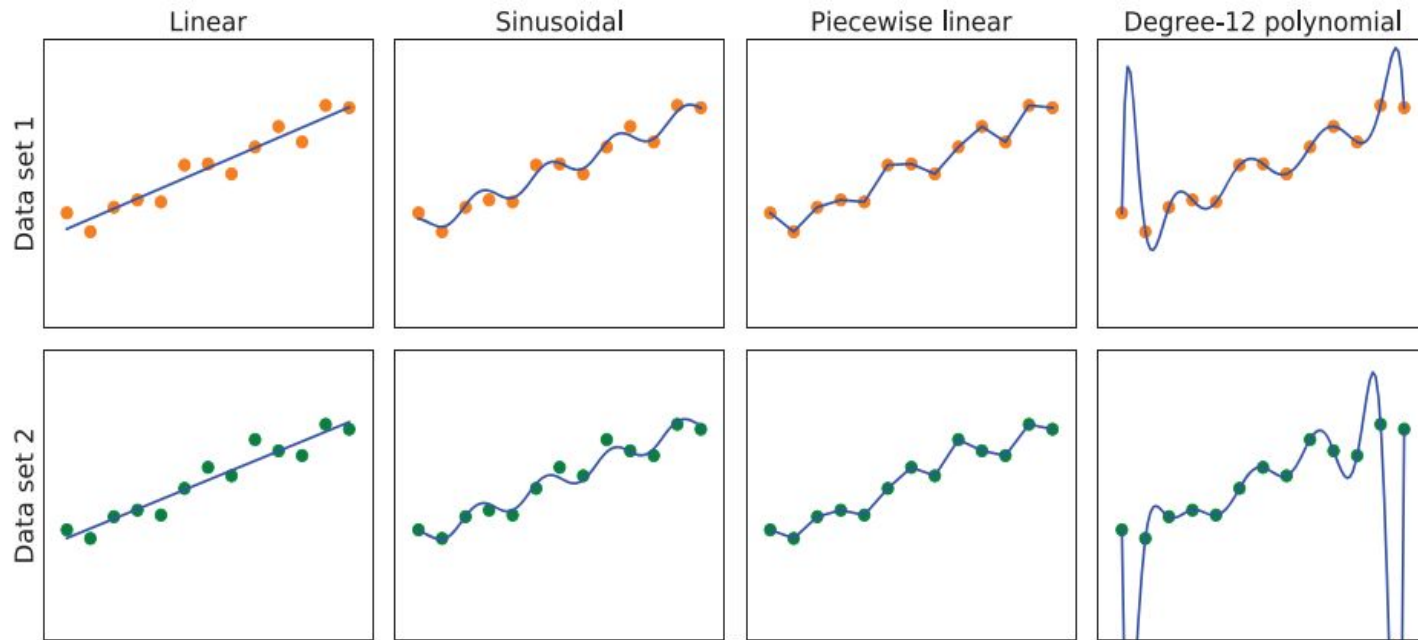 Linear
Sinusoidal
Piecewise linear
Degree-12 polynomial
Data set 1
Data set 2